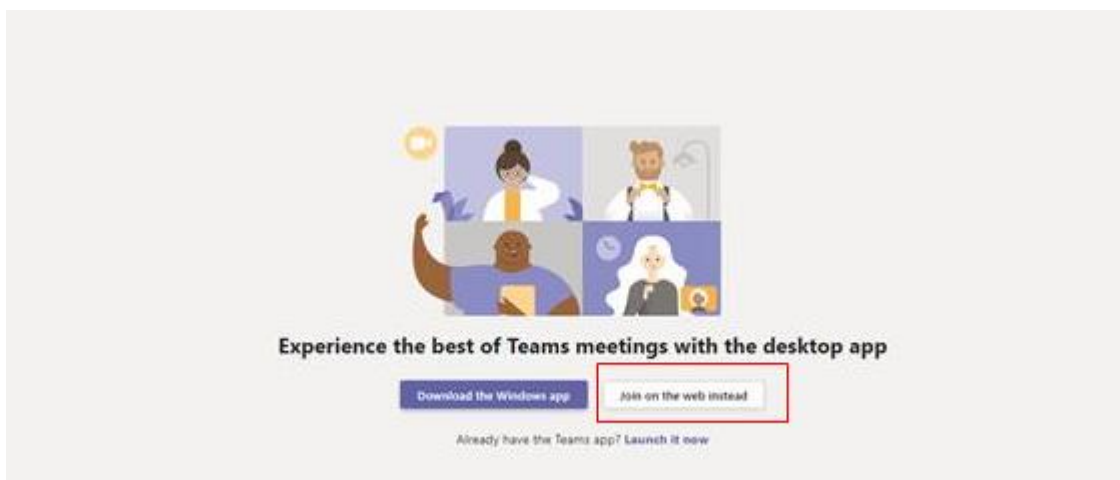 Experience the best of Teams meetings with the desktop app
Download the Windows app
Join on the web instead
Already have the Teams app? Launch it now